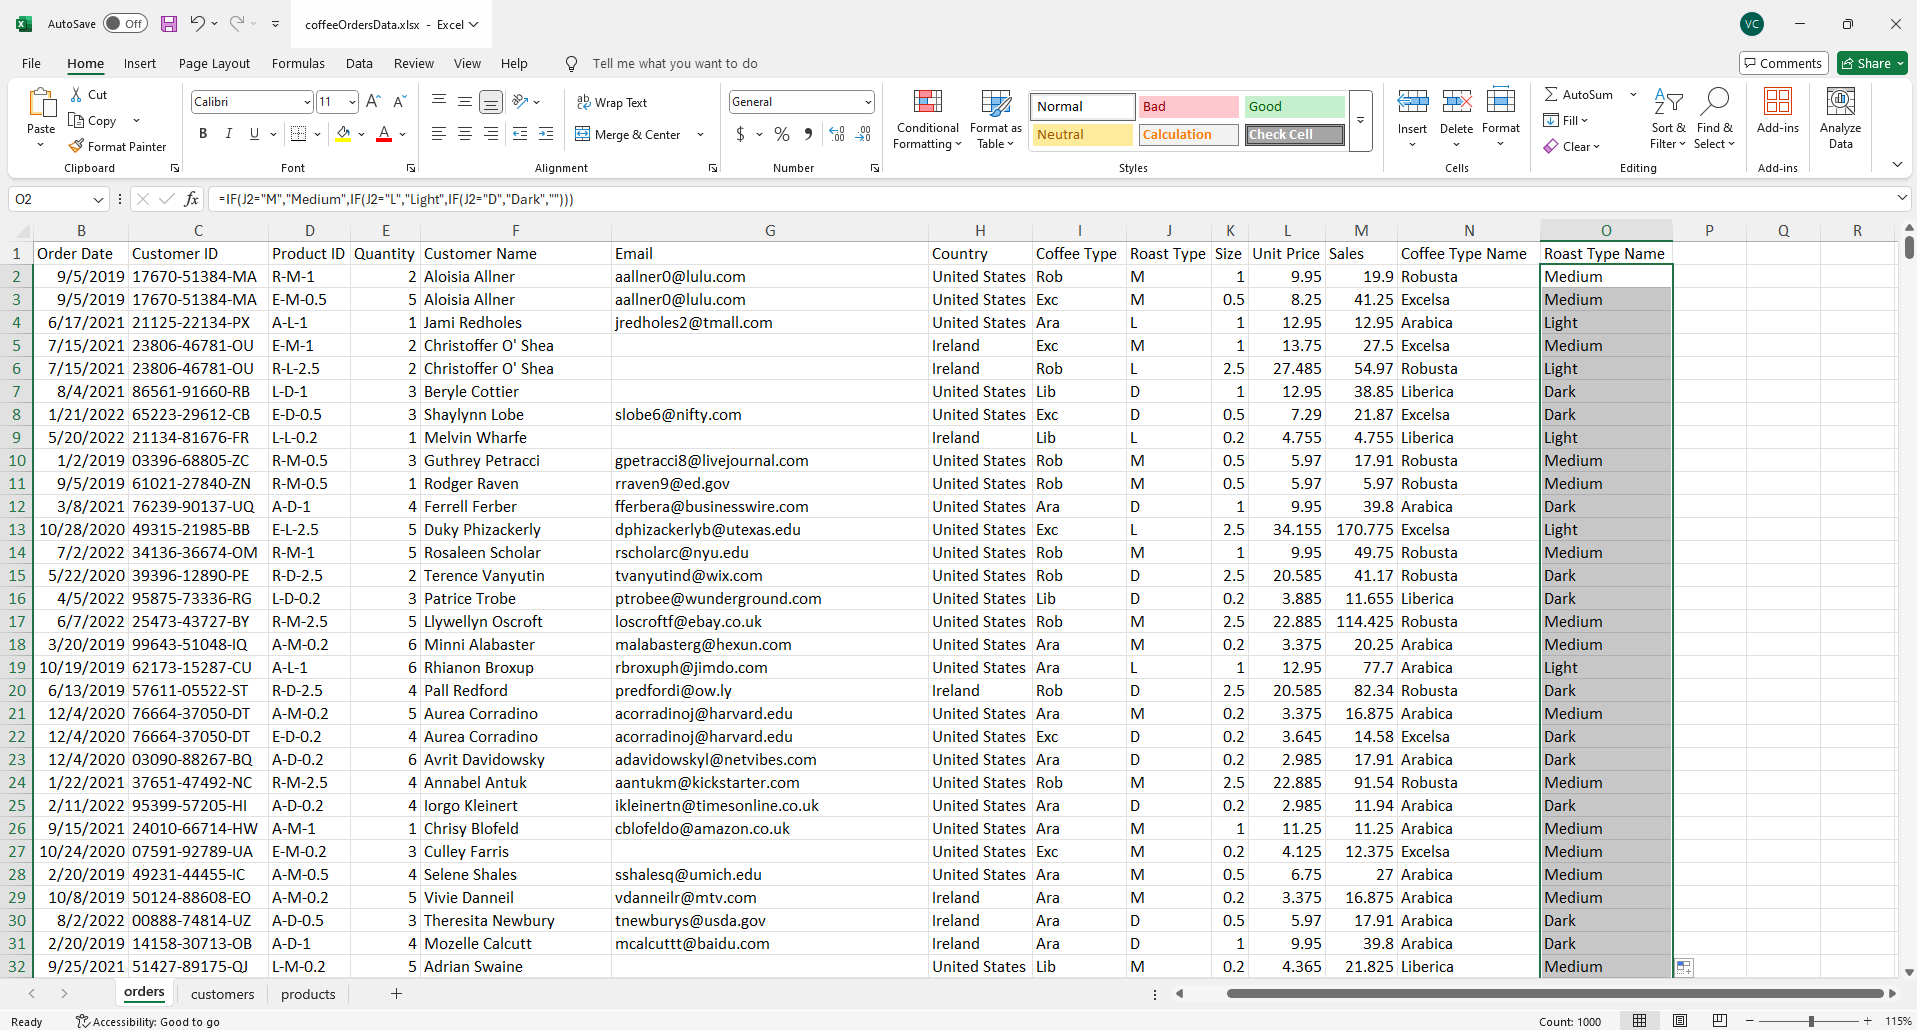 AutoSave Off coffeeOrdersData.xlsx - Excel VC
File Home Insert Page Layout Formulas Data Review View Help Tell me what you want to do Comments Share
Paste Cut Copy Format Painter Clipboard
Calibri 11 B I U A Font
Wrap Text Merge & Center Alignment
General $ % Number
Conditional Formatting Format as Table
Normal Bad Good
Neutral Calculation Check Cell
Styles
Insert Delete Format Cells
AutoSum Fill Clear Sort & Filter Find & Select Editing
Add-ins Add-ins
Analyze Data
O2 fx =IF(J2="M","Medium",IF(J2="L","Light",IF(J2="D","Dark","")))
B C D E F G H I J K L M N O P Q R
1 Order Date Customer ID Product ID Quantity Customer Name Email Country Coffee Type Roast Type Size Unit Price Sales Coffee Type Name Roast Type Name
2 9/5/2019 17670-51384-MA R-M-1 2 Aloisia Allner aallner0@lulu.com United States Rob M 1 9.95 19.9 Robusta Medium
3 9/5/2019 17670-51384-MA E-M-0.5 5 Aloisia Allner aallner0@lulu.com United States Exc M 0.5 8.25 41.25 Excelsa Medium
4 6/17/2021 21125-22134-PX A-L-1 1 Jami Redholes jredholes2@tmall.com United States Ara L 1 12.95 12.95 Arabica Light
5 7/15/2021 23806-46781-OU E-M-1 2 Christoffer O' Shea Ireland Exc M 1 13.75 27.5 Excelsa Medium
6 7/15/2021 23806-46781-OU R-L-2.5 2 Christoffer O' Shea Ireland Rob L 2.5 27.485 54.97 Robusta Light
7 8/4/2021 86561-91660-RB L-D-1 3 Beryle Cottier United States Lib D 1 12.95 38.85 Liberica Dark
8 1/21/2022 65223-29612-CB E-D-0.5 3 Shaylynn Lobe slobe6@nifty.com United States Exc D 0.5 7.29 21.87 Excelsa Dark
9 5/20/2022 21134-81676-FR L-L-0.2 1 Melvin Wharfe Ireland Lib L 0.2 4.755 4.755 Liberica Light
10 1/2/2019 03396-68805-ZC R-M-0.5 3 Guthrey Petracci gpetracci8@livejournal.com United States Rob M 0.5 5.97 17.91 Robusta Medium
11 9/5/2019 61021-27840-ZN R-M-0.5 1 Rodger Raven rraven9@ed.gov United States Rob M 0.5 5.97 5.97 Robusta Medium
12 3/8/2021 76239-90137-UQ A-D-1 4 Ferrell Ferber fferbera@businesswire.com United States Ara D 1 9.95 39.8 Arabica Dark
13 10/28/2020 49315-21985-BB E-L-2.5 5 Duky Phizackerly dphizackerlyb@utexas.edu United States Exc L 2.5 34.155 170.775 Excelsa Light
14 7/2/2022 34136-36674-OM R-M-1 5 Rosaleen Scholar rscholarc@nyu.edu United States Rob M 1 9.95 49.75 Robusta Medium
15 5/22/2020 39396-12890-PE R-D-2.5 2 Terence Vanyutin tvanyutind@wix.com United States Rob D 2.5 20.585 41.17 Robusta Dark
16 4/5/2022 95875-73336-RG L-D-0.2 3 Patrice Trobe ptrobee@wunderground.com United States Lib D 0.2 3.885 11.655 Liberica Dark
17 6/7/2022 25473-43727-BY R-M-2.5 5 Llywellyn Oscroft loscroftf@ebay.co.uk United States Rob M 2.5 22.885 114.425 Robusta Medium
18 3/20/2019 99643-51048-IQ A-M-0.2 6 Minni Alabaster malabasterg@hexun.com United States Ara M 0.2 3.375 20.25 Arabica Medium
19 10/19/2019 62173-15287-CU A-L-1 6 Rhianon Broxup rbroxuph@jimdo.com United States Ara L 1 12.95 77.7 Arabica Light
20 6/13/2019 57611-05522-ST R-D-2.5 4 Pall Redford predfordi@ow.ly Ireland Rob D 2.5 20.585 82.34 Robusta Dark
21 12/4/2020 76664-37050-DT A-M-0.2 5 Aurea Corradino acorradinoj@harvard.edu United States Ara M 0.2 3.375 16.875 Arabica Medium
22 12/4/2020 76664-37050-DT E-D-0.2 4 Aurea Corradino acorradinoj@harvard.edu United States Exc D 0.2 3.645 14.58 Excelsa Dark
23 12/4/2020 03090-88267-BQ A-D-0.2 6 Avrit Davidowsky adavidowskyl@netvibes.com United States Ara D 0.2 2.985 17.91 Arabica Dark
24 1/22/2021 37651-47492-NC R-M-2.5 4 Annabel Antuk aantukm@kickstarter.com United States Rob M 2.5 22.885 91.54 Robusta Medium
25 2/11/2022 95399-57205-HI A-D-0.2 4 Iorgo Kleinert ikleinertn@timesonline.co.uk United States Ara D 0.2 2.985 11.94 Arabica Dark
26 9/15/2021 24010-66714-HW A-M-1 1 Chrisy Blofeld cblofeldo@amazon.co.uk United States Ara M 1 11.25 11.25 Arabica Medium
27 10/24/2020 07591-92789-UA E-M-0.2 3 Culley Farris United States Exc M 0.2 4.125 12.375 Excelsa Medium
28 2/20/2019 49231-44455-IC A-M-0.5 4 Selene Shales sshalesq@umich.edu United States Ara M 0.5 6.75 27 Arabica Medium
29 10/8/2019 50124-88608-EO A-M-0.2 5 Vivie Danneil vdanneilr@mtv.com Ireland Ara M 0.2 3.375 16.875 Arabica Medium
30 8/2/2022 00888-74814-UZ A-D-0.5 3 Theresita Newbury tnewburys@usda.gov Ireland Ara D 0.5 5.97 17.91 Arabica Dark
31 2/20/2019 14158-30713-OB A-D-1 4 Mozelle Calcutt mcalcuttt@baidu.com Ireland Ara D 1 9.95 39.8 Arabica Dark
32 9/25/2021 51427-89175-QJ L-M-0.2 5 Adrian Swaine United States Lib M 0.2 4.365 21.825 Liberica Medium
orders customers products
Ready Accessibility: Good to go Count: 1000 115%